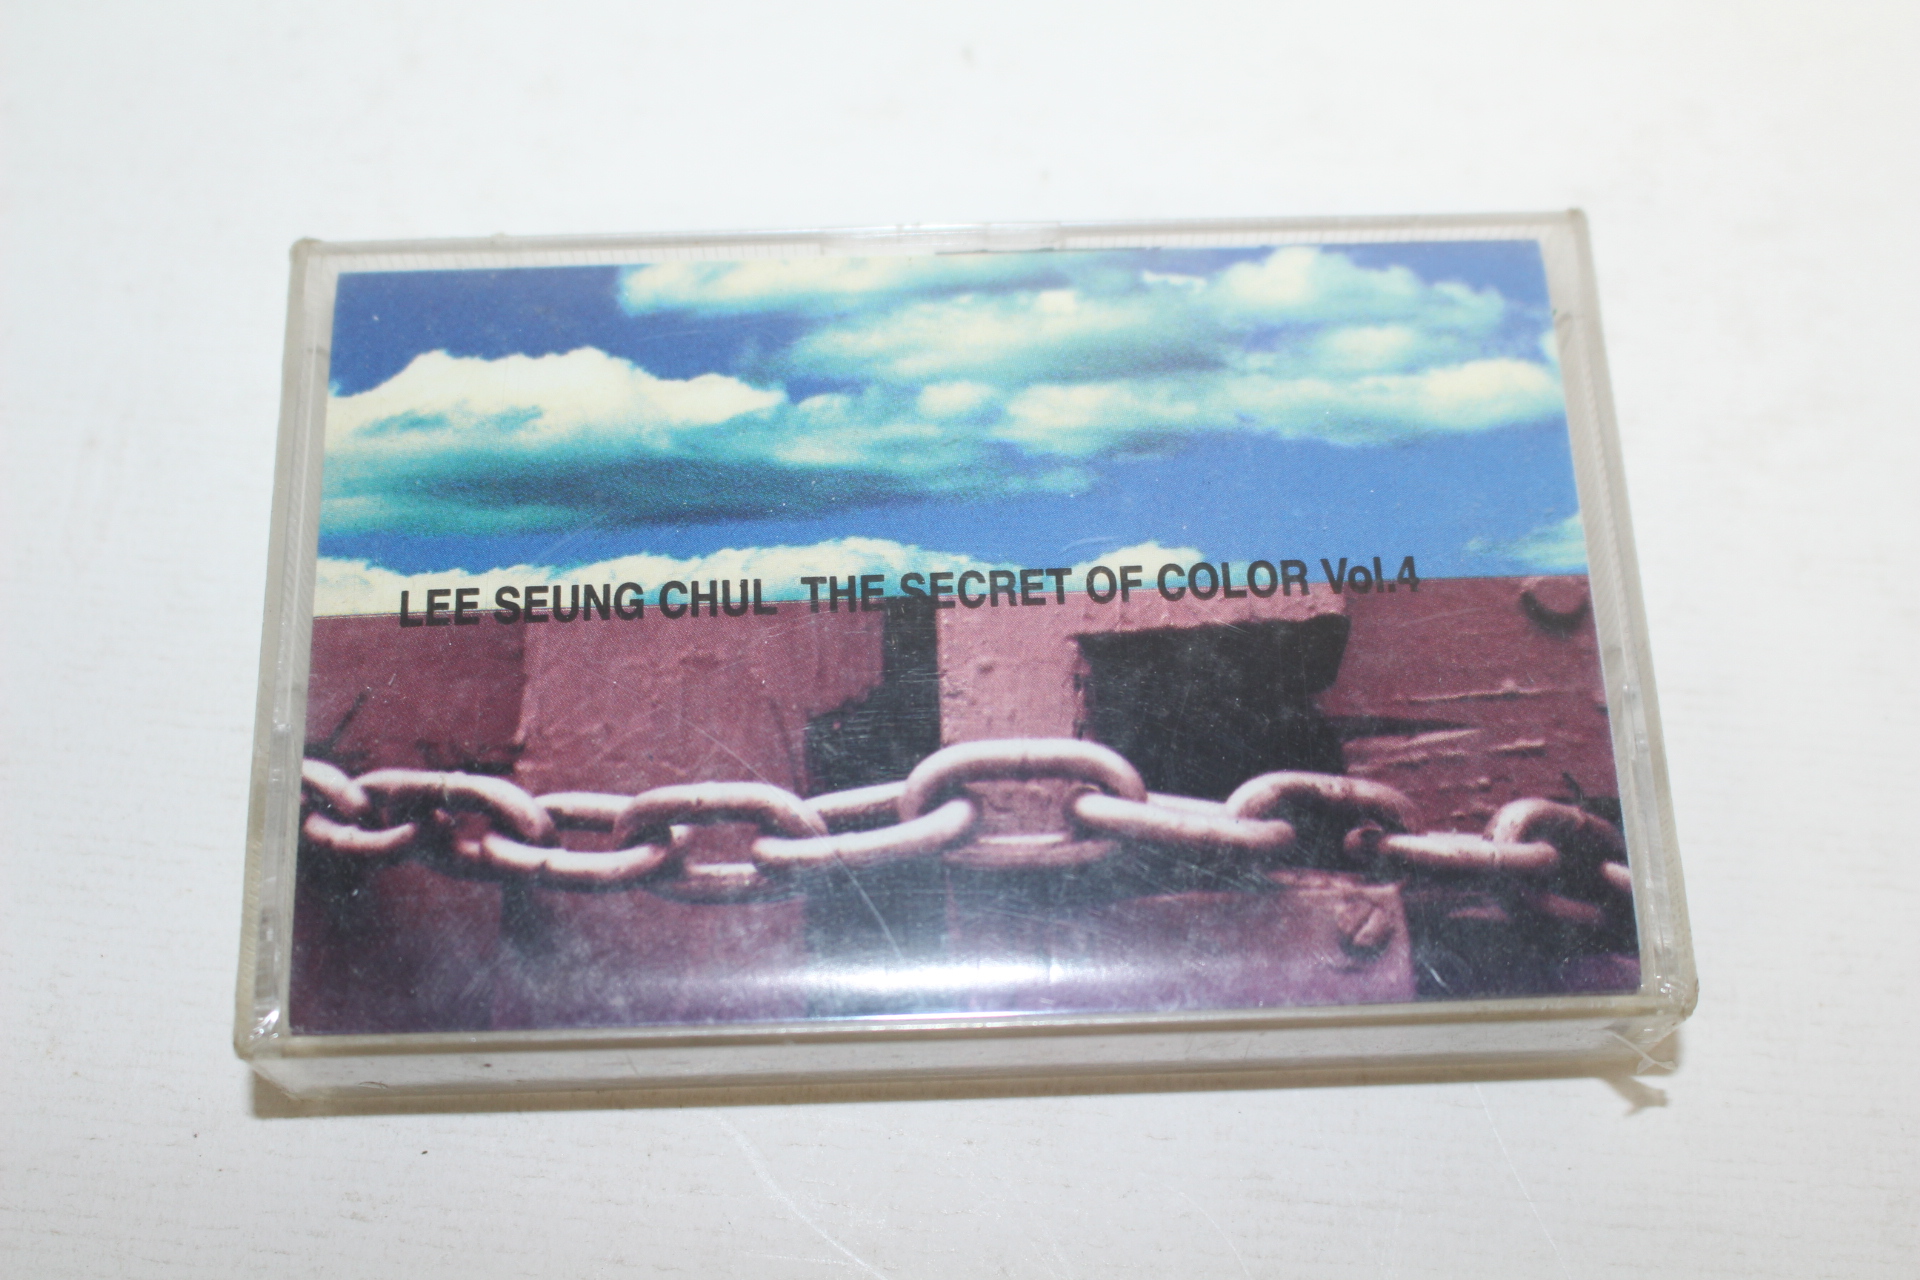 LEE SEUNG CHUL THE SECRET OF COLOR Vol.4